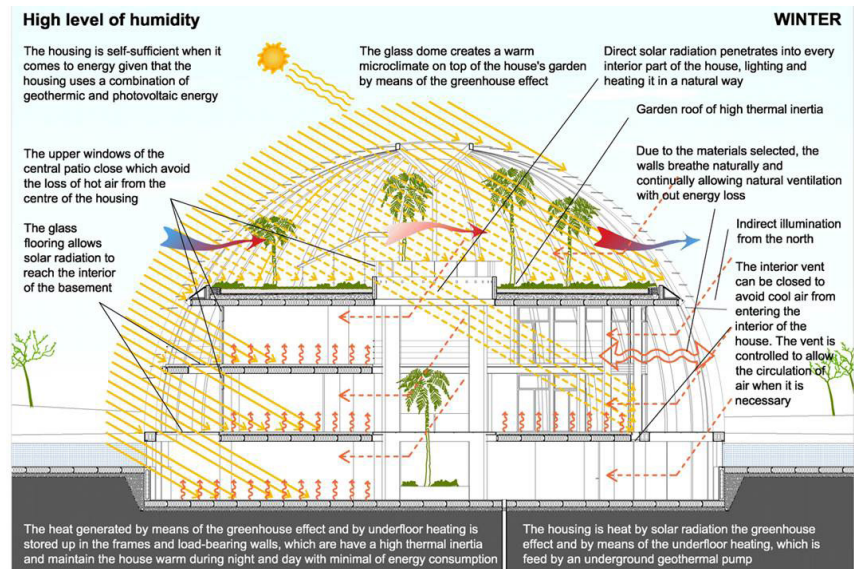 High level of humidity
WINTER
The housing is self-sufficient when it
comes to energy given that the
housing uses a combination of
geothermic and photovoltaic energy
The glass dome creates a warm
microclimate on top of the house's garden
by means of the greenhouse effect
Direct solar radiation penetrates into every
interior part of the house, lighting and
heating it in a natural way
Garden roof of high thermal inertia
The upper windows of the
central patio close which avoid
the loss of hot air from the
centre of the housing
Due to the materials selected, the
walls breathe naturally and
continually allowing natural ventilation
with out energy loss
The glass
flooring allows
solar radiation to
reach the interior
of the basement
Indirect illumination
from the north
The interior vent
can be closed to
avoid cool air from
entering the
interior of the
house. The vent is
controlled to allow
the circulation of
air when it is
necessary
The heat generated by means of the greenhouse effect and by underfloor heating is
stored up in the frames and load-bearing walls, which are have a high thermal inertia
and maintain the house warm during night and day with minimal of energy consumption
The housing is heat by solar radiation the greenhouse
effect and by means of the underfloor heating, which is
feed by an underground geothermal pump